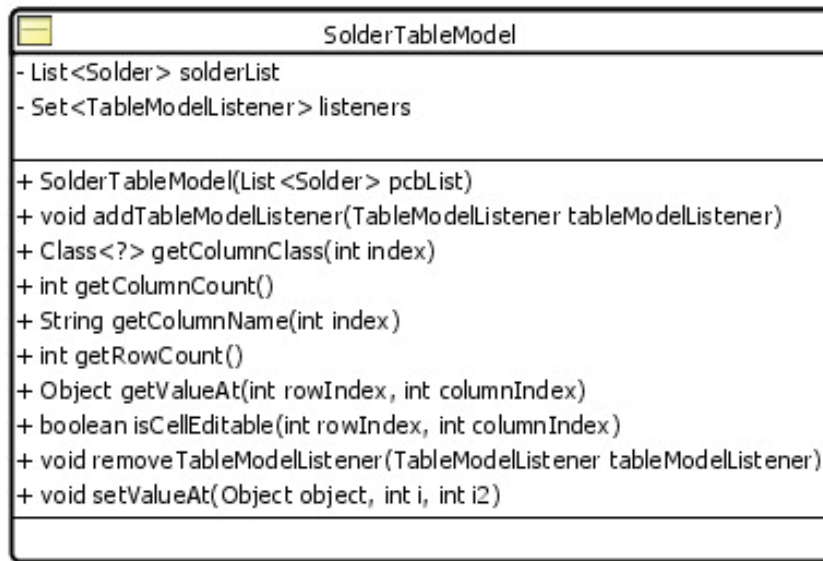 SolderTableModel
- List<Solder> solderList
- Set<TableModelListener> listeners
+ SolderTableModel(List<Solder> pcbList)
+ void addTableModelListener(TableModelListener tableModelListener)
+ Class<?> getColumnClass(int index)
+ int getColumnCount()
+ String getColumnName(int index)
+ int getRowCount()
+ Object getValueAt(int rowIndex, int columnIndex)
+ boolean isCellEditable(int rowIndex, int columnIndex)
+ void removeTableModelListener(TableModelListener tableModelListener)
+ void setValueAt(Object object, int i, int i2)